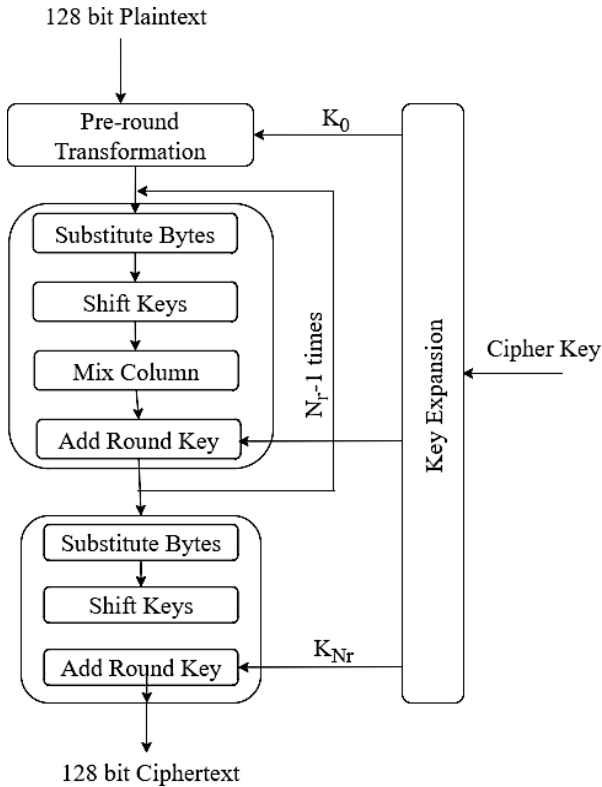 128 bit Plaintext
Pre-round
Transformation
K0
Substitute Bytes
Shift Keys
Mix Column
Add Round Key
Nr-1 times
Key Expansion
Cipher Key
Substitute Bytes
Shift Keys
Add Round Key
KNr
128 bit Ciphertext